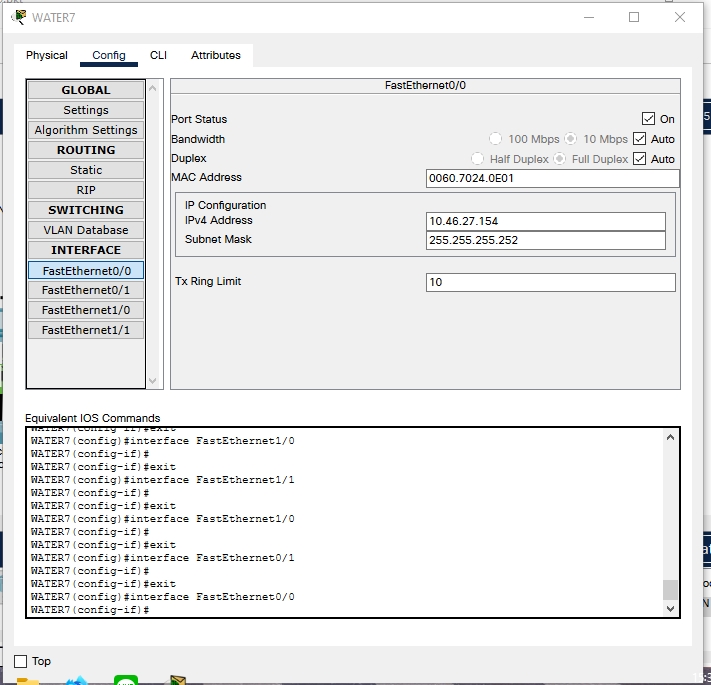 WATER7
Physical Config CLI Attributes
GLOBAL
Settings
Algorithm Settings
ROUTING
Static
RIP
SWITCHING
VLAN Database
INTERFACE
FastEthernet0/0
FastEthernet0/1
FastEthernet1/0
FastEthernet1/1
FastEthernet0/0
Port Status On
Bandwidth 100 Mbps 10 Mbps Auto
Duplex Half Duplex Full Duplex Auto
MAC Address 0060.7024.0E01
IP Configuration
IPv4 Address 10.46.27.154
Subnet Mask 255.255.255.252
Tx Ring Limit 10
Equivalent IOS Commands
WATER7(config-if)#exit
WATER7(config)#interface FastEthernet1/0
WATER7(config-if)#
WATER7(config-if)#exit
WATER7(config)#interface FastEthernet1/1
WATER7(config-if)#
WATER7(config-if)#exit
WATER7(config)#interface FastEthernet1/0
WATER7(config-if)#
WATER7(config-if)#exit
WATER7(config)#interface FastEthernet0/1
WATER7(config-if)#
WATER7(config-if)#exit
WATER7(config)#interface FastEthernet0/0
WATER7(config-if)#
Top